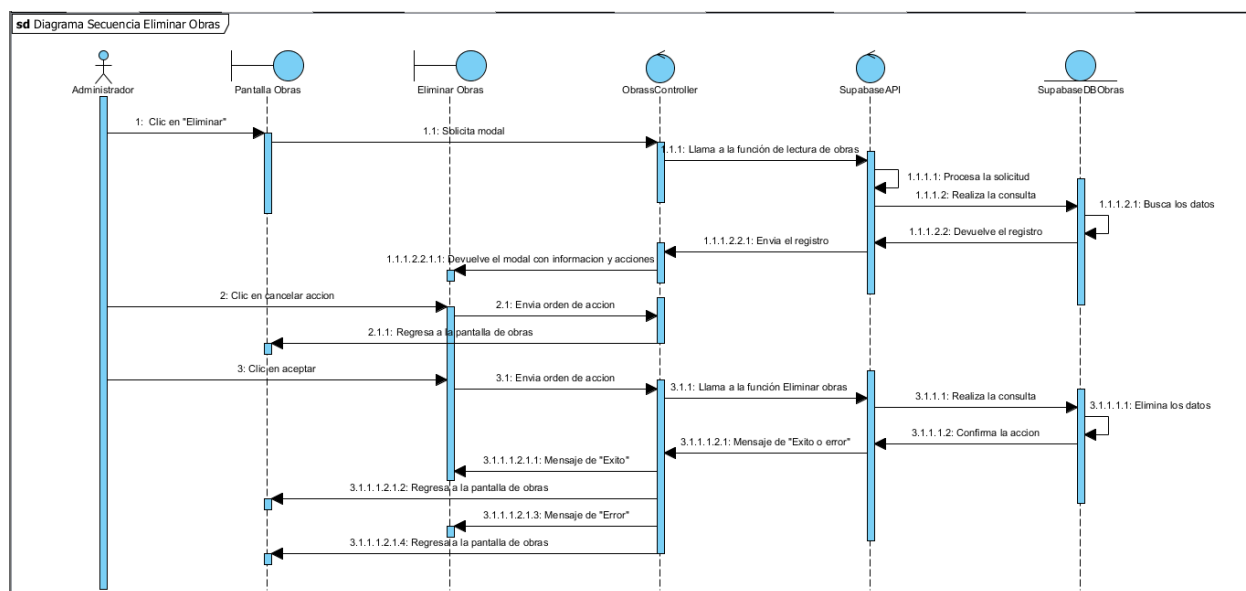 sd Diagrama Secuencia Eliminar Obras
Administrador
Pantalla Obras
Eliminar Obras
ObrassController
SupabaseAPI
SupabaseDBObras
1: Clic en "Eliminar"
1.1: Solicita modal
1.1.1: Llama a la función de lectura de obras
1.1.1.1: Procesa la solicitud
1.1.1.2: Realiza la consulta
1.1.1.2.1: Busca los datos
1.1.1.2.2: Devuelve el registro
1.1.1.2.2.1: Envia el registro
1.1.1.2.2.1.1: Devuelve el modal con informacion y acciones
2: Clic en cancelar accion
2.1: Envia orden de accion
2.1.1: Regresa a la pantalla de obras
3: Clic en aceptar
3.1: Envia orden de accion
3.1.1: Llama a la función Eliminar obras
3.1.1.1: Realiza la consulta
3.1.1.1.1: Elimina los datos
3.1.1.1.2: Confirma la accion
3.1.1.1.2.1: Mensaje de "Exito o error"
3.1.1.1.2.1.1: Mensaje de "Exito"
3.1.1.1.2.1.2: Regresa a la pantalla de obras
3.1.1.1.2.1.3: Mensaje de "Error"
3.1.1.1.2.1.4: Regresa a la pantalla de obras